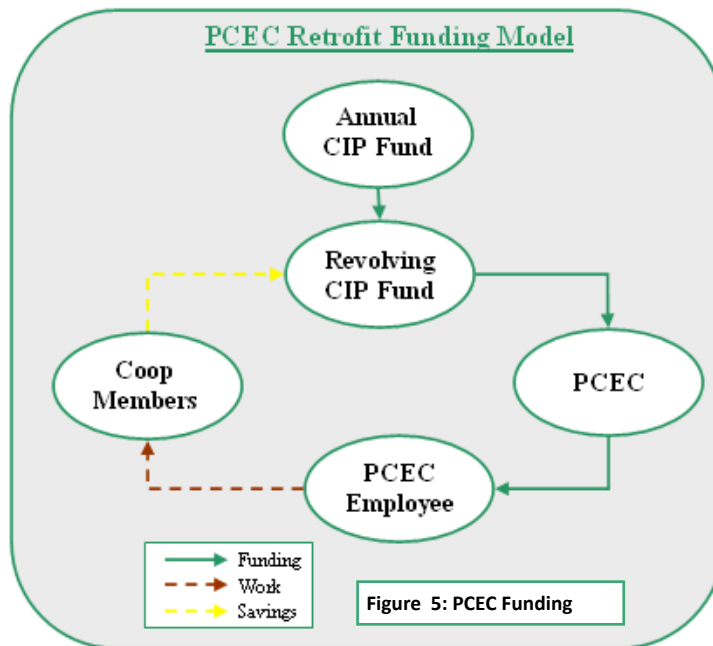 PCEC Retrofit Funding Model
Annual
CIP Fund
Revolving
CIP Fund
Coop
Members
PCEC
PCEC
Employee
Funding
Work
Savings
Figure 5: PCEC Funding